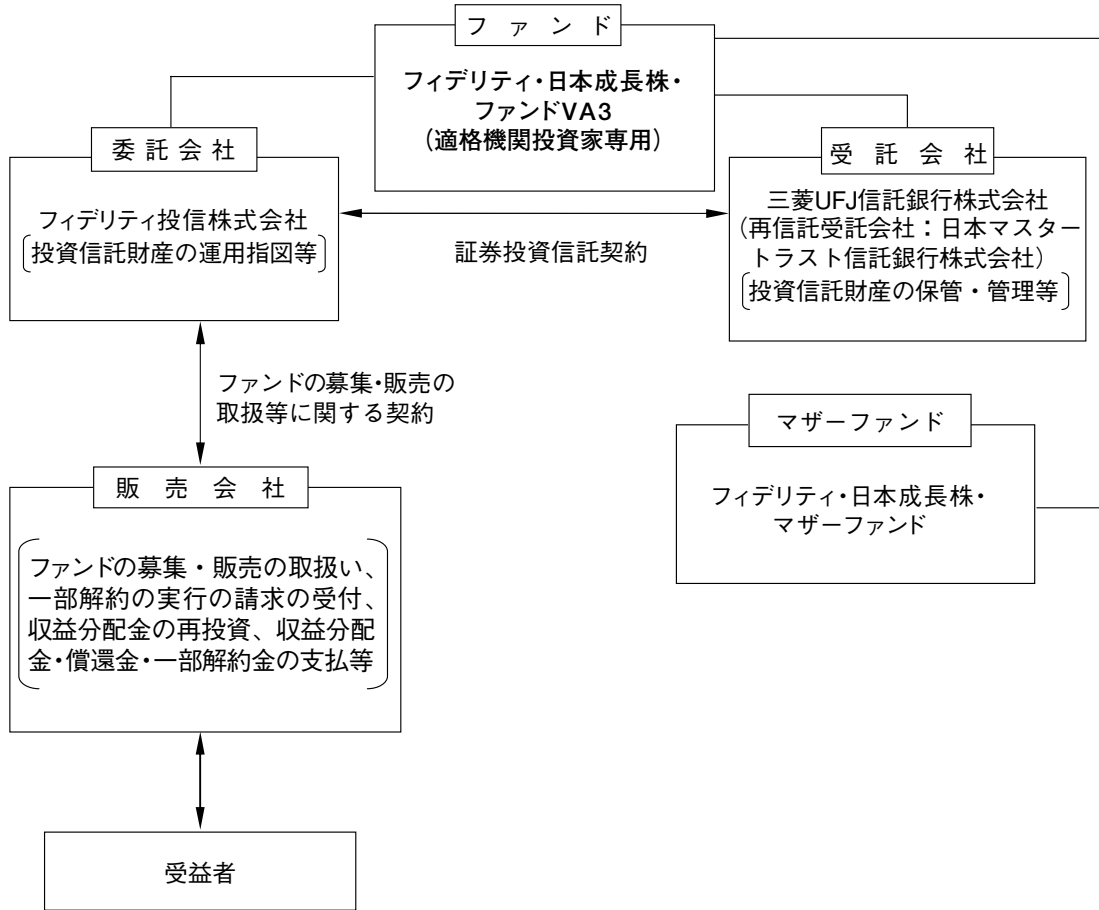 ファンド
フィデリティ・日本成長株・
ファンドVA3
(適格機関投資家専用)
委託会社
フィデリティ投信株式会社
投資信託財産の運用指図等
証券投資信託契約
受託会社
三菱UFJ信託銀行株式会社
(再信託受託会社:日本マスター
トラスト信託銀行株式会社)
投資信託財産の保管・管理等
ファンドの募集・販売の
取扱等に関する契約
マザーファンド
フィデリティ・日本成長株・
マザーファンド
販売会社
ファンドの募集・販売の取扱い、
一部解約の実行の請求の受付、
収益分配金の再投資、収益分配
金・償還金・一部解約金の支払等
受益者